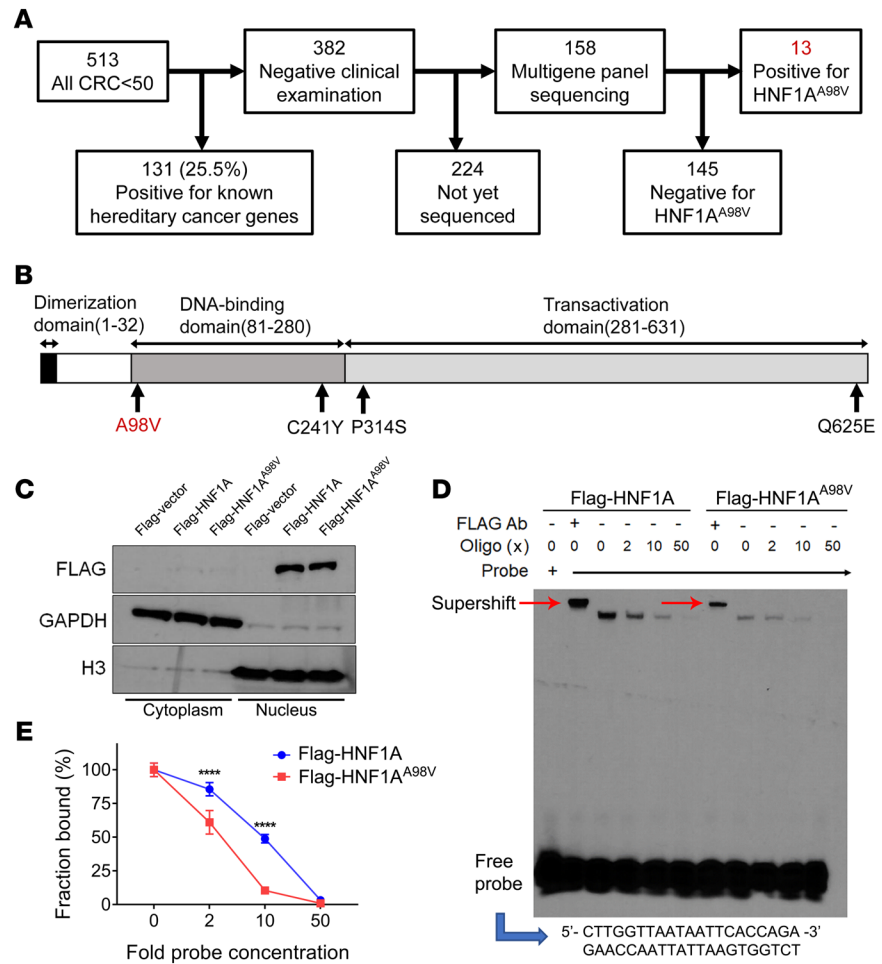 A
513
All CRC<50
382
Negative clinical
examination
158
Multigene panel
sequencing
13
Positive for
HNF1A^A98V
131 (25.5%)
Positive for known
hereditary cancer genes
224
Not yet
sequenced
145
Negative for
HNF1A^A98V
B
Dimerization
domain(1-32)
DNA-binding
domain(81-280)
Transactivation
domain(281-631)
A98V
C241Y
P314S
Q625E
C
Flag-vector
Flag-HNF1A
Flag-HNF1A^A98V
Flag-vector
Flag-HNF1A
Flag-HNF1A^A98V
FLAG
GAPDH
H3
Cytoplasm
Nucleus
D
Flag-HNF1A
Flag-HNF1A^A98V
FLAG Ab - + - - - - + - - - -
Oligo (x) 0 0 0 2 10 50 0 0 2 10 50
Probe +
Supershift
Free
probe
5'- CTTGGTTAATAATTCACCAGA -3'
GAACCAATTATTAAGTGGTCT
E
Flag-HNF1A
Flag-HNF1A^A98V
****
****
Fraction bound (%)
100
75
50
25
0
0 2 10 50
Fold probe concentration